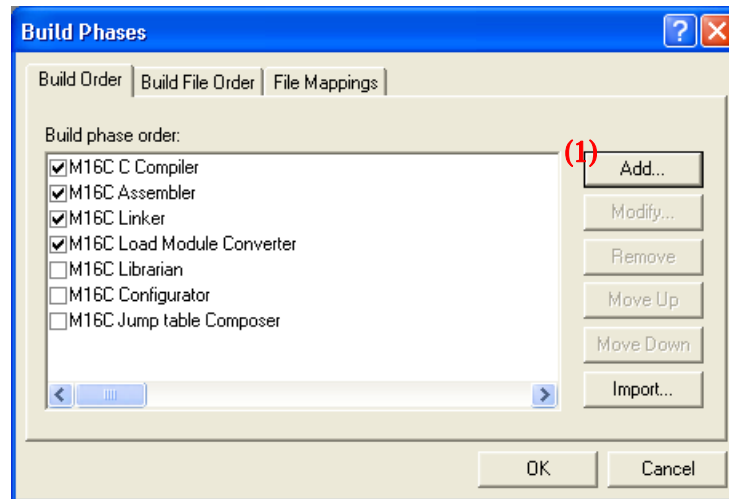 Build Phases
Build Order
Build File Order
File Mappings
Build phase order:
(1)
M16C C Compiler
M16C Assembler
M16C Linker
M16C Load Module Converter
M16C Librarian
M16C Configurator
M16C Jump table Composer
Add...
Modify...
Remove
Move Up
Move Down
Import...
OK
Cancel